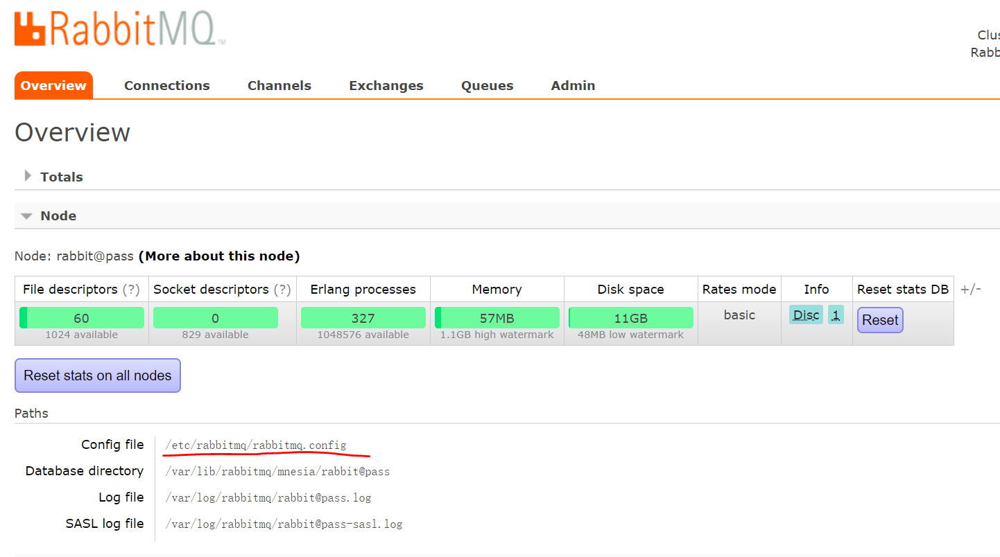 RabbitMQ™
Clus
Rabb
Overview Connections Channels Exchanges Queues Admin
Overview
Totals
Node
Node: rabbit@pass (More about this node)
File descriptors (?) Socket descriptors (?) Erlang processes Memory Disk space Rates mode Info Reset stats DB +/-
60 0 327 57MB 11GB basic Disc 1 Reset
1024 available 829 available 1048576 available 1.1GB high watermark 48MB low watermark
Reset stats on all nodes
Paths
Config file /etc/rabbitmq/rabbitmq.config
Database directory /var/lib/rabbitmq/mnesia/rabbit@pass
Log file /var/log/rabbitmq/rabbit@pass.log
SASL log file /var/log/rabbitmq/rabbit@pass-sasl.log